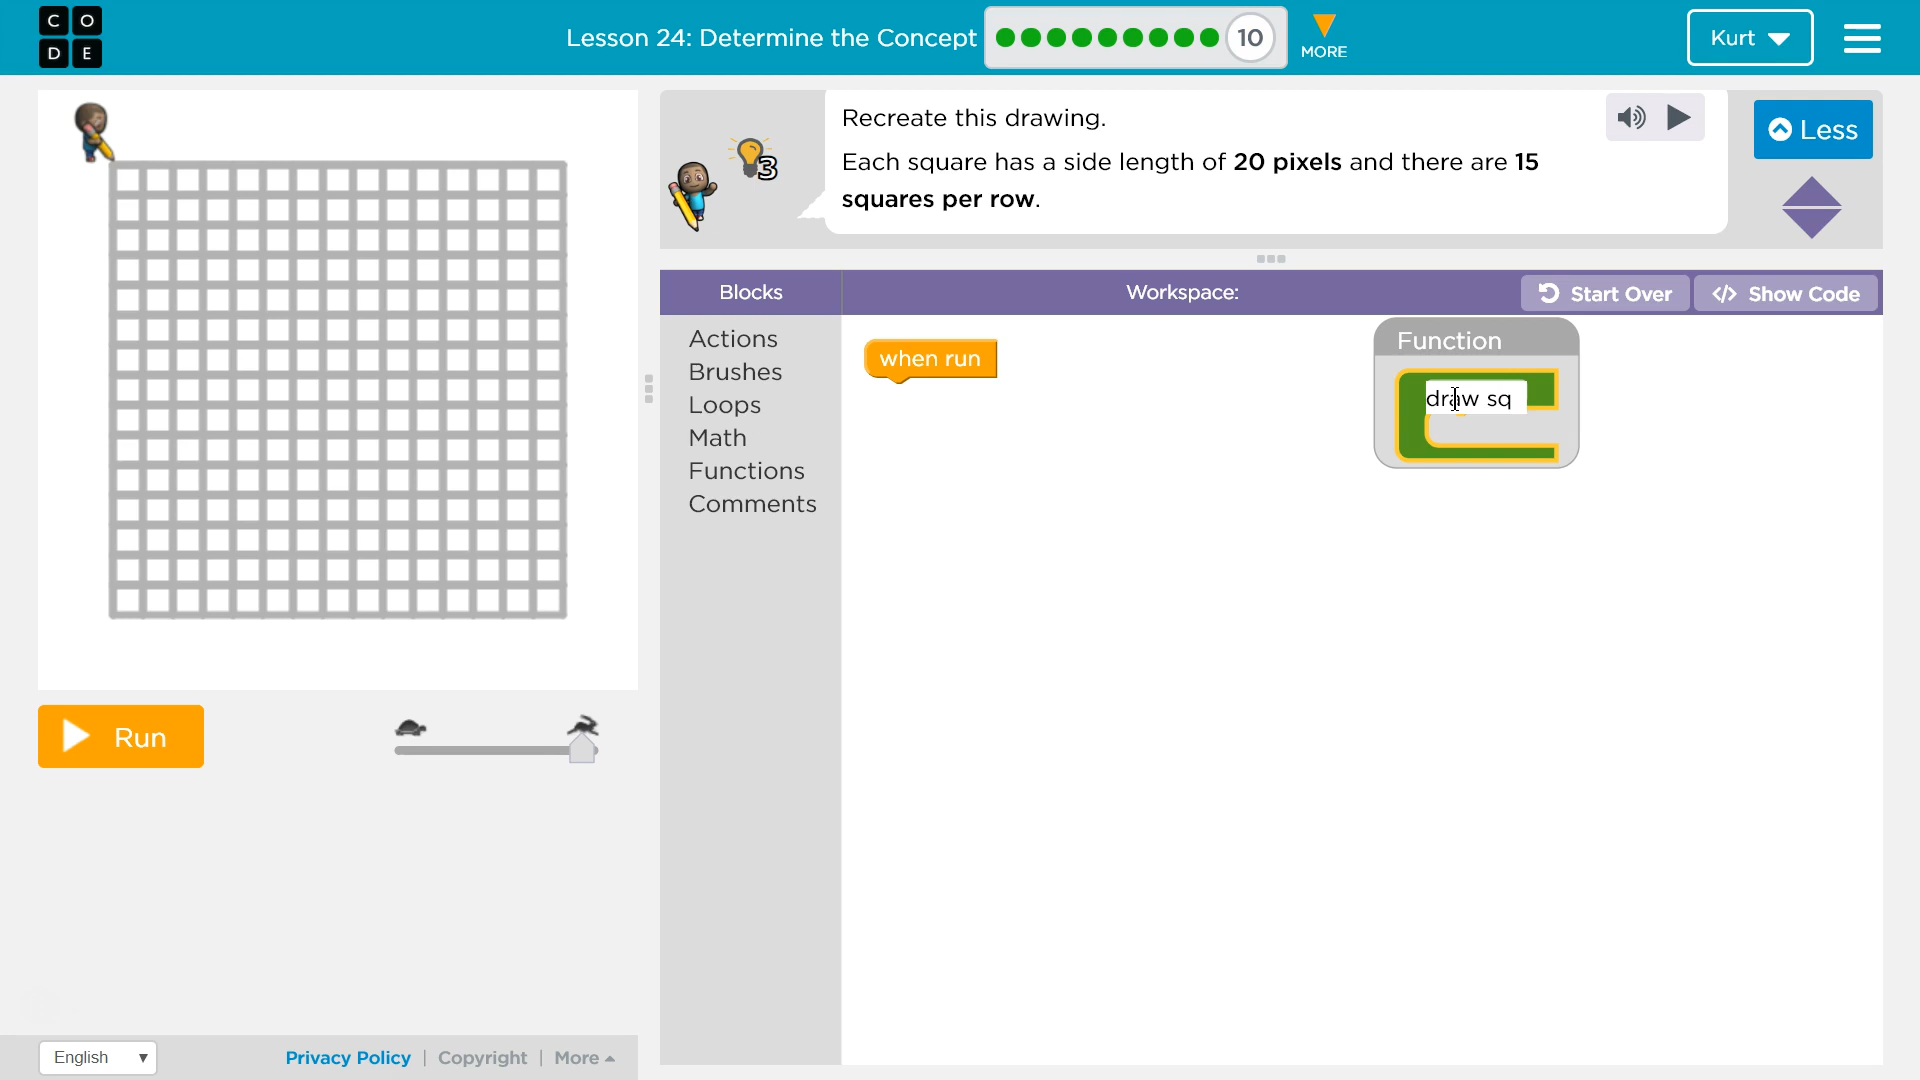 C O
D E
Lesson 24: Determine the Concept
10
MORE
Kurt
Recreate this drawing.
Each square has a side length of 20 pixels and there are 15
squares per row.
3
Less
Blocks
Workspace:
Start Over
</> Show Code
Actions
Brushes
Loops
Math
Functions
Comments
when run
Function
draw sq
Run
English
Privacy Policy | Copyright | More